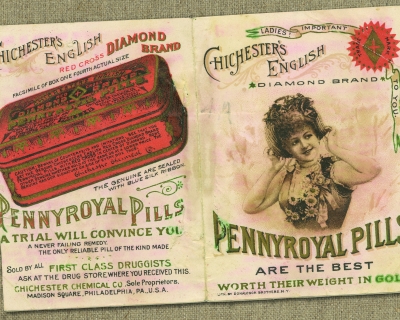 CHICHESTER'S ENGLISH
RED CROSS DIAMOND
BRAND
FACSIMILE OF BOX ONE FOURTH ACTUAL SIZE
THE GENUINE ARE SEALED
WITH BLUE SILK RIBBON
PENNYROYAL PILLS
A TRIAL WILL CONVINCE YOU
A NEVER FAILING REMEDY.
THE ONLY RELIABLE PILL OF THE KIND MADE.
SOLD BY ALL FIRST CLASS DRUGGISTS
ASK AT THE DRUG STORE WHERE YOU RECEIVED THIS.
CHICHESTER CHEMICAL CO. Sole Proprietors.
MADISON SQUARE, PHILADELPHIA, PA., U.S.A.
LADIES IMPORTANT
TO YOU
CHICHESTER'S
ENGLISH
DIAMOND BRAND
PENNYROYAL PILLS
ARE THE BEST
WORTH THEIR WEIGHT IN GOLD